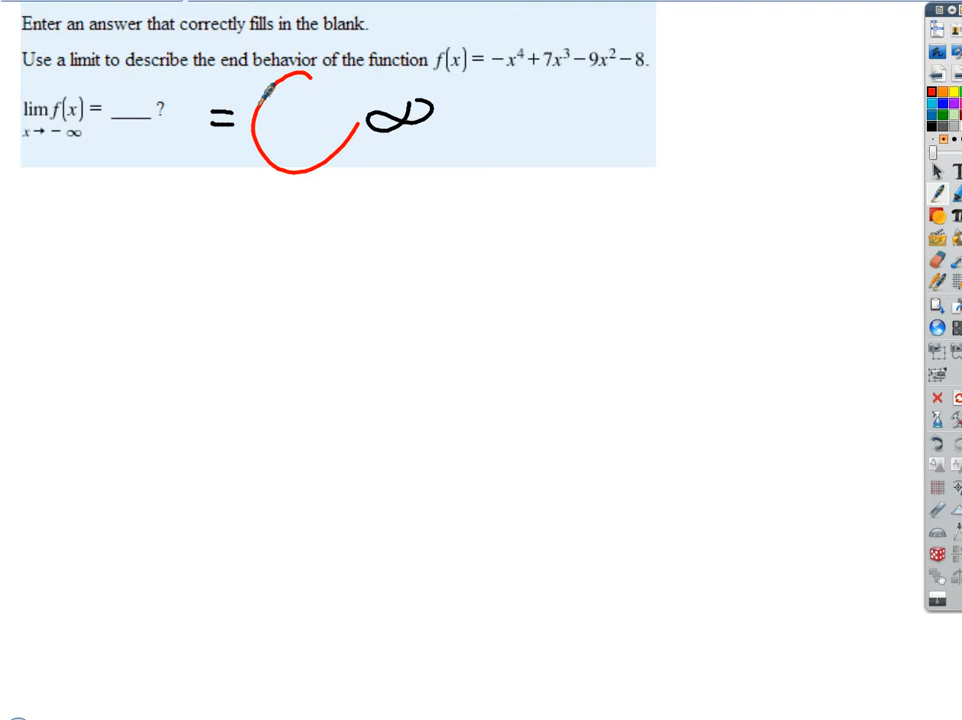 Enter an answer that correctly fills in the blank.
Use a limit to describe the end behavior of the function f(x) = −x⁴ + 7x³ − 9x² − 8.
lim f(x) = ____ ? = ∞
x → − ∞